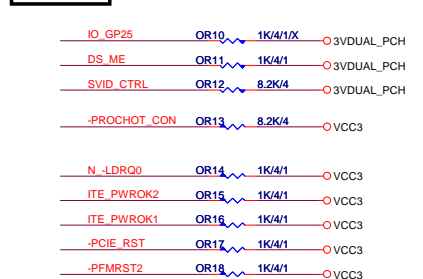 IO_GP25 OR10 1K/4/1/X 3VDUAL_PCH
DS_ME OR11 1K/4/1 3VDUAL_PCH
SVID_CTRL OR12 8.2K/4 3VDUAL_PCH
-PROCHOT_CON OR13 8.2K/4 VCC3
N_-LDRQ0 OR14 1K/4/1 VCC3
ITE_PWROK2 OR15 1K/4/1 VCC3
ITE_PWROK1 OR16 1K/4/1 VCC3
-PCIE_RST OR17 1K/4/1 VCC3
-PFMRST2 OR18 1K/4/1 VCC3